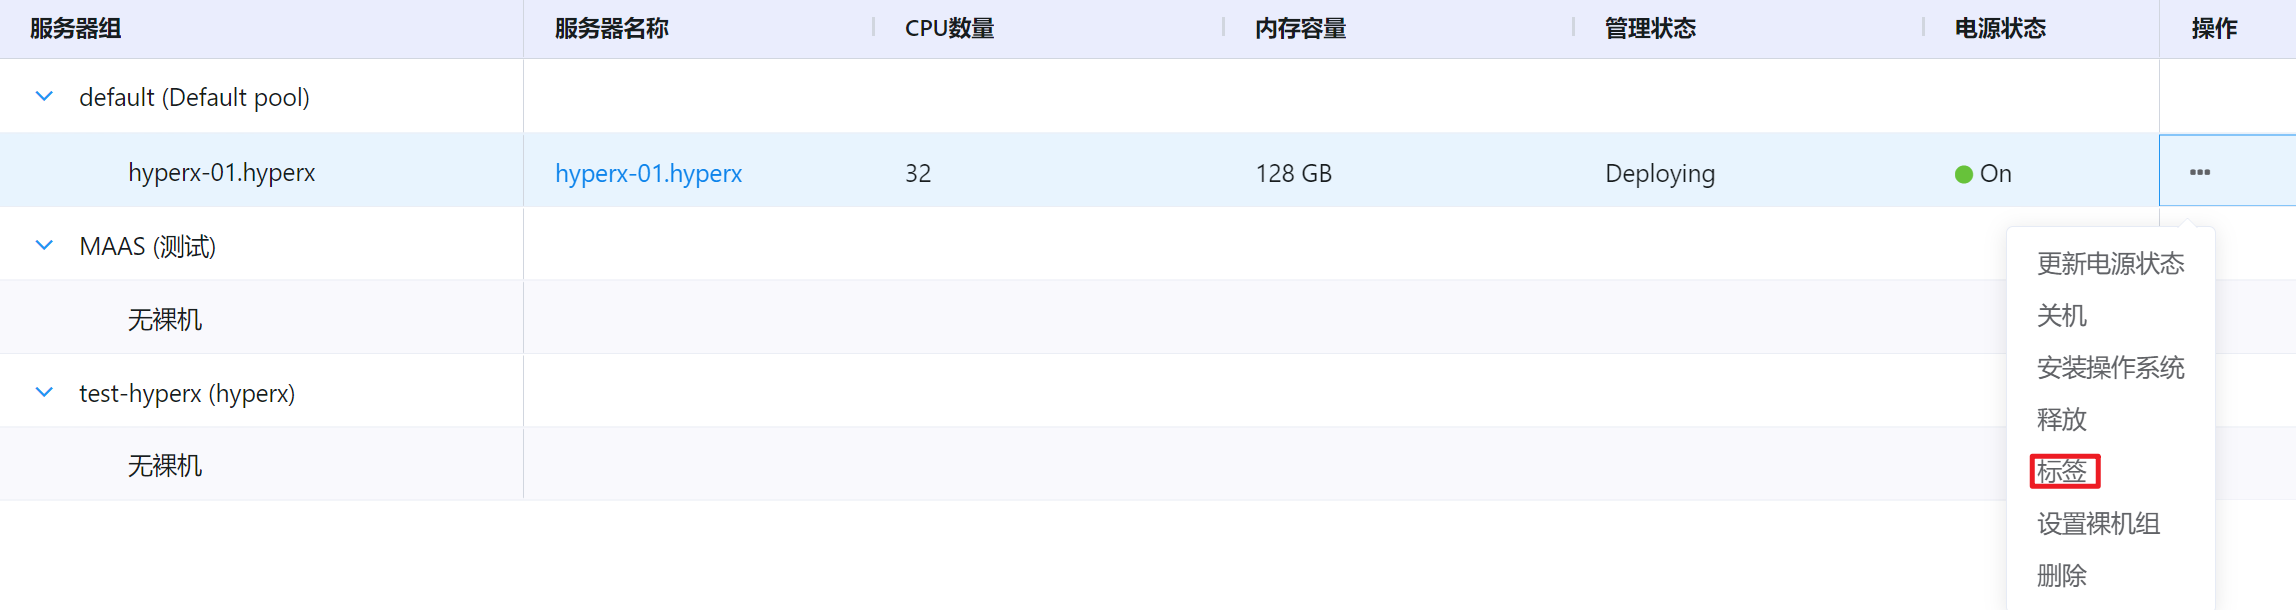 服务器组 服务器名称 CPU数量 内存容量 管理状态 电源状态 操作
default (Default pool)
hyperx-01.hyperx hyperx-01.hyperx 32 128 GB Deploying On
MAAS (测试)
无裸机
test-hyperx (hyperx)
无裸机
更新电源状态
关机
安装操作系统
释放
标签
设置裸机组
删除